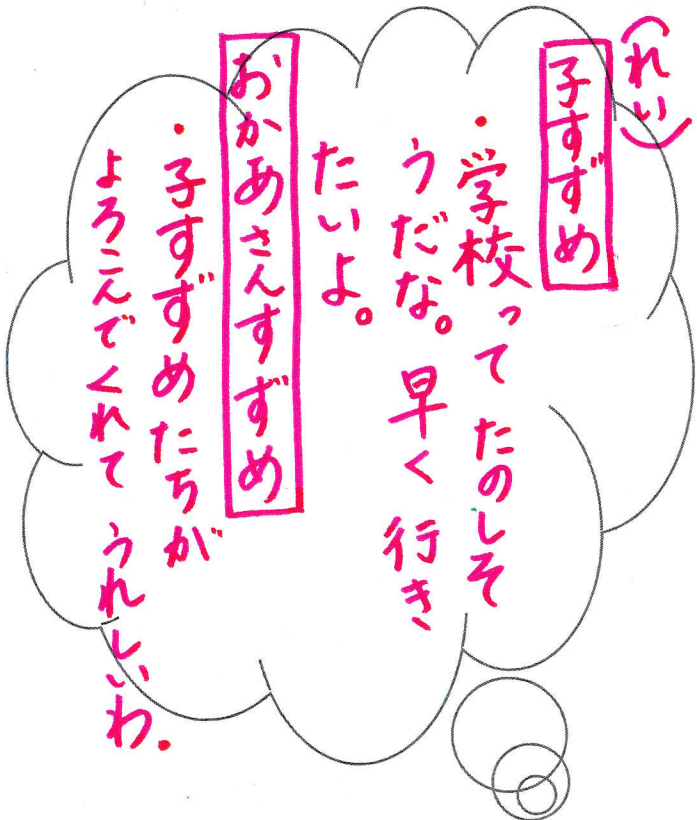 (れい)
子すずめ
・学校って たのしそ
うだな。 早く 行き
たいよ。
おかあさんすずめ
・子すずめたちが
よろこんでくれて うれしいわ.